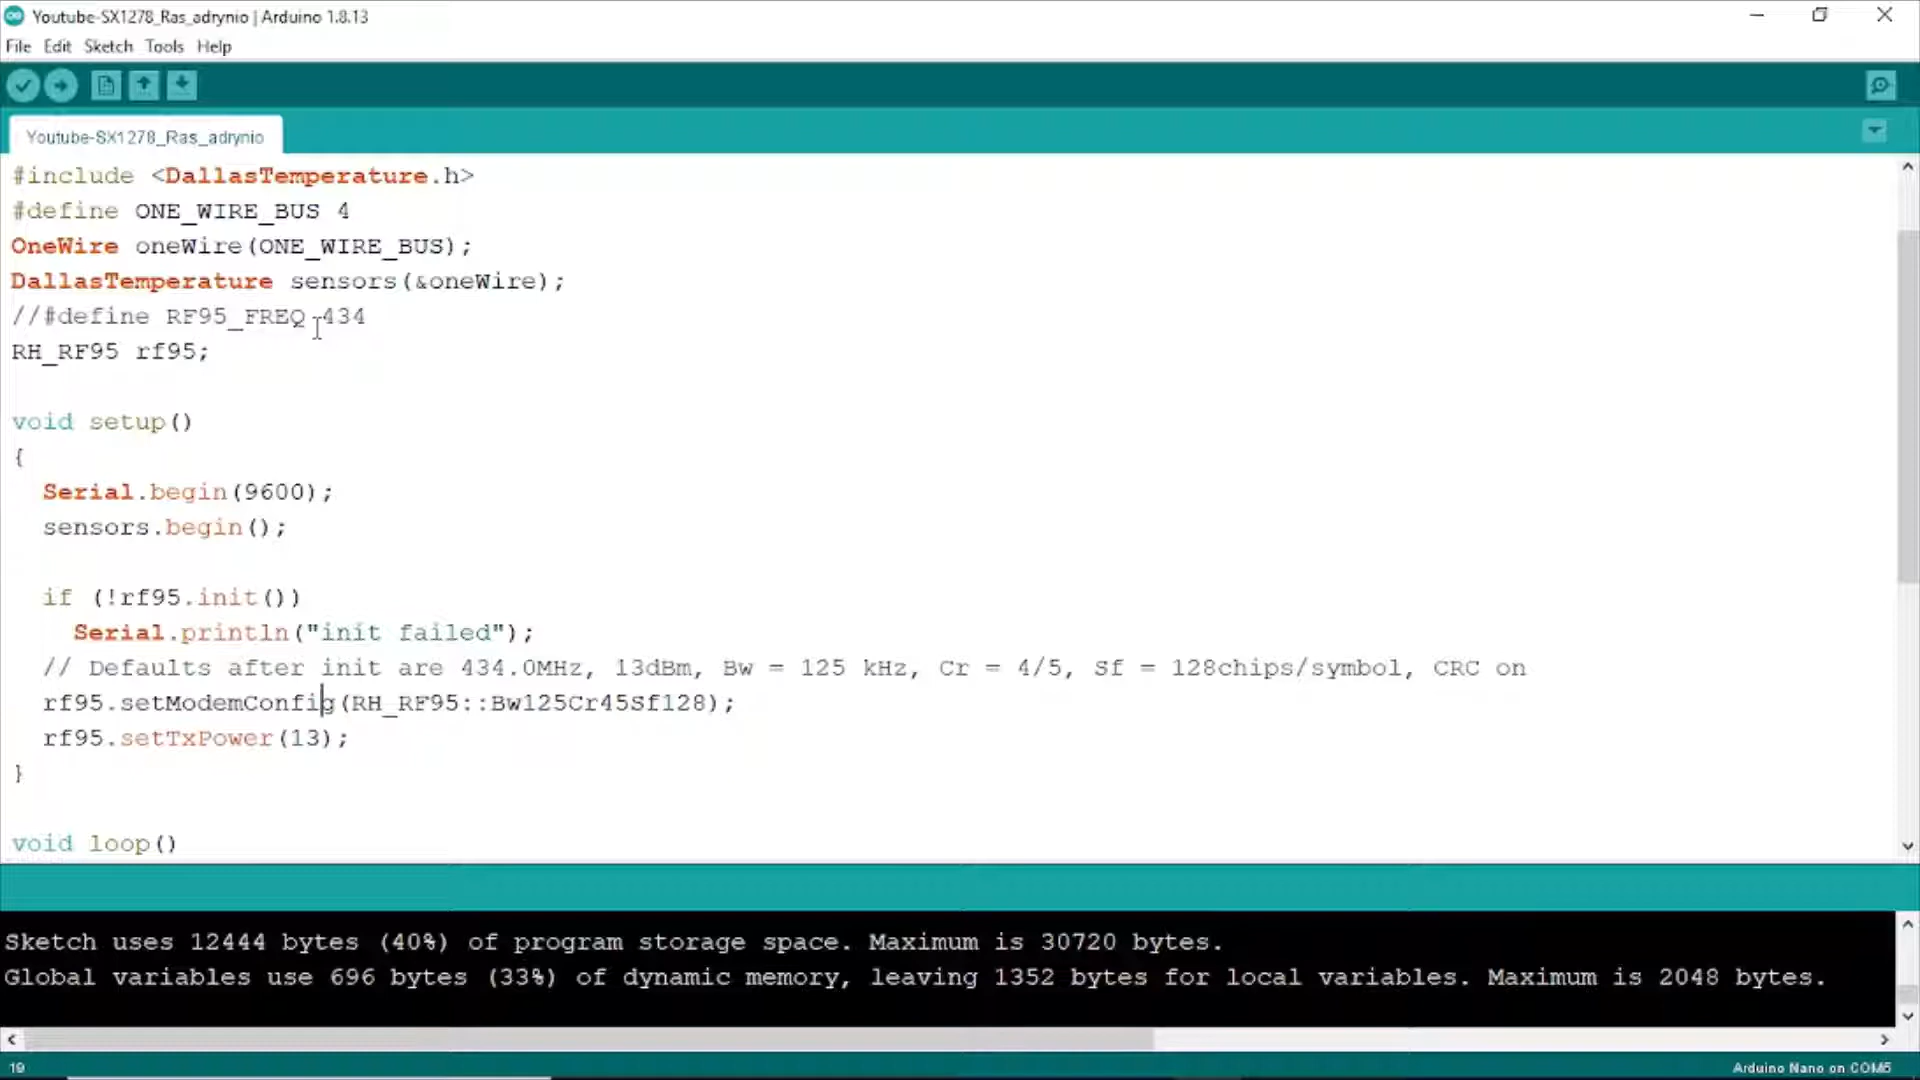 Youtube-SX1278_Ras_adrynio | Arduino 1.8.13
File Edit Sketch Tools Help
Youtube-SX1278_Ras_adrynio
#include <DallasTemperature.h>
#define ONE_WIRE_BUS 4
OneWire oneWire(ONE_WIRE_BUS);
DallasTemperature sensors(&oneWire);
//#define RF95_FREQ 434
RH_RF95 rf95;
void setup()
{
  Serial.begin(9600);
  sensors.begin();
  if (!rf95.init())
    Serial.println("init failed");
  // Defaults after init are 434.0MHz, 13dBm, Bw = 125 kHz, Cr = 4/5, Sf = 128chips/symbol, CRC on
  rf95.setModemConfig(RH_RF95::Bw125Cr45Sf128);
  rf95.setTxPower(13);
}
void loop()
Sketch uses 12444 bytes (40%) of program storage space. Maximum is 30720 bytes.
Global variables use 696 bytes (33%) of dynamic memory, leaving 1352 bytes for local variables. Maximum is 2048 bytes.
19
Arduino Nano on COM5